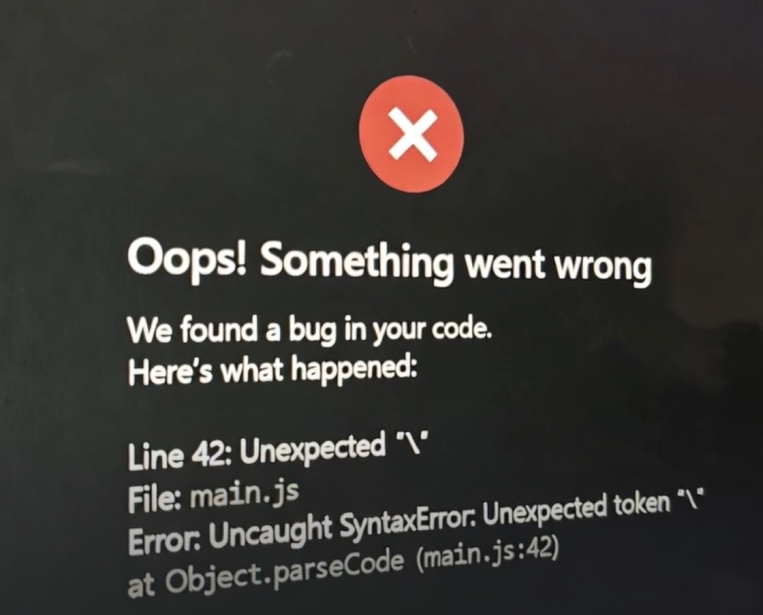 Oops! Something went wrong
We found a bug in your code.
Here's what happened:
Line 42: Unexpected "\"
File: main.js
Error: Uncaught SyntaxError: Unexpected token "\"
at Object.parseCode (main.js:42)